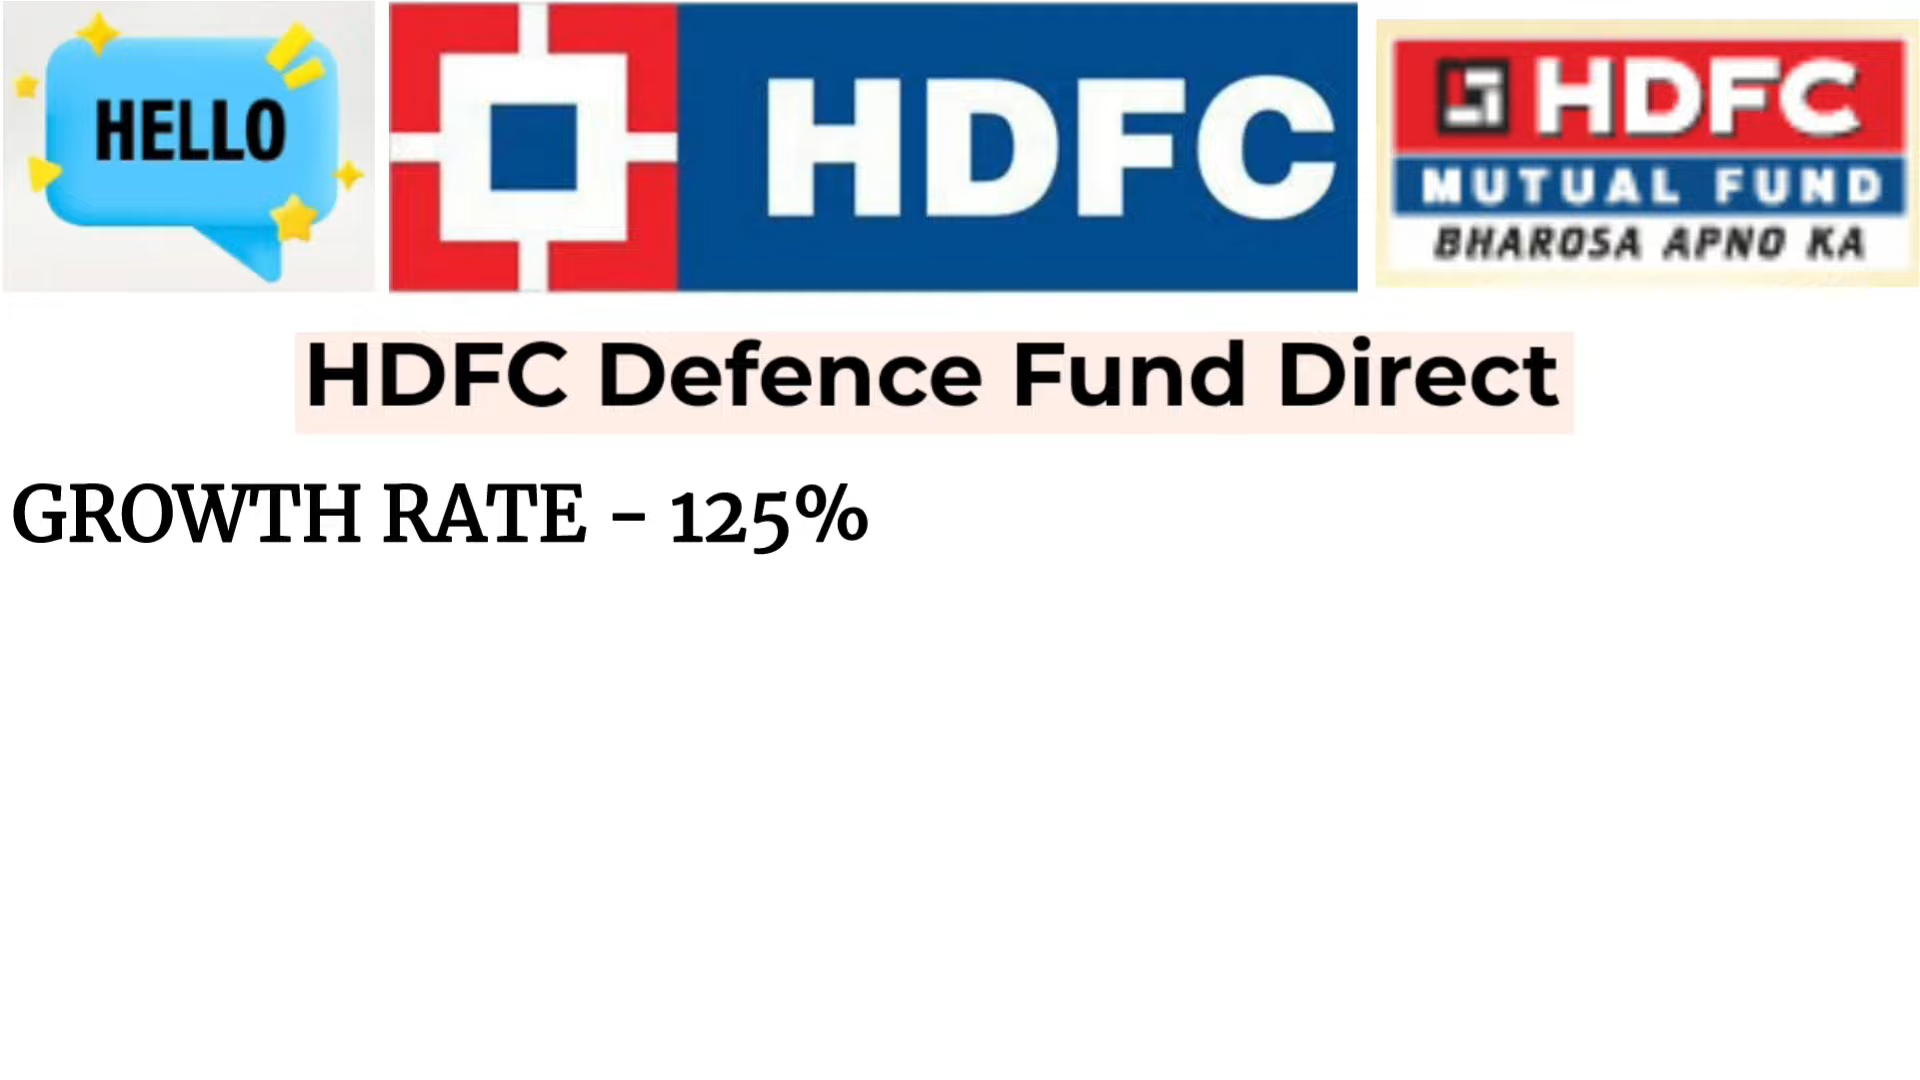 HELLO
HDFC
HDFC
MUTUAL FUND
BHAROSA APNO KA
HDFC Defence Fund Direct
GROWTH RATE - 125%